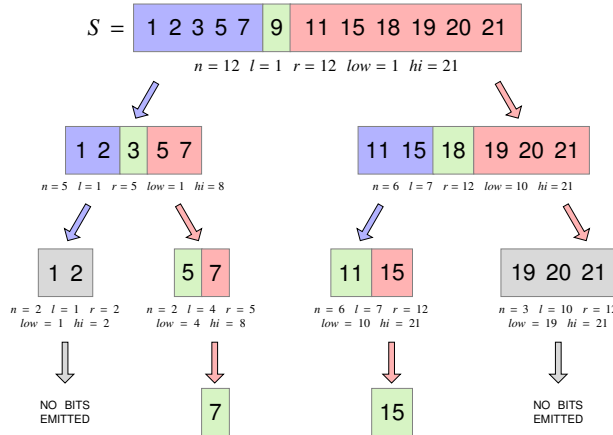 S = 1 2 3 5 7 9 11 15 18 19 20 21
n = 12 l = 1 r = 12 low = 1 hi = 21
1 2 3 5 7
11 15 18 19 20 21
n = 5 l = 1 r = 5 low = 1 hi = 8
n = 6 l = 7 r = 12 low = 10 hi = 21
1 2
5 7
11 15
19 20 21
n = 2 l = 1 r = 2
low = 1 hi = 2
n = 2 l = 4 r = 5
low = 4 hi = 8
n = 6 l = 7 r = 12
low = 10 hi = 21
n = 3 l = 10 r = 12
low = 19 hi = 21
NO BITS
EMITTED
7
15
NO BITS
EMITTED